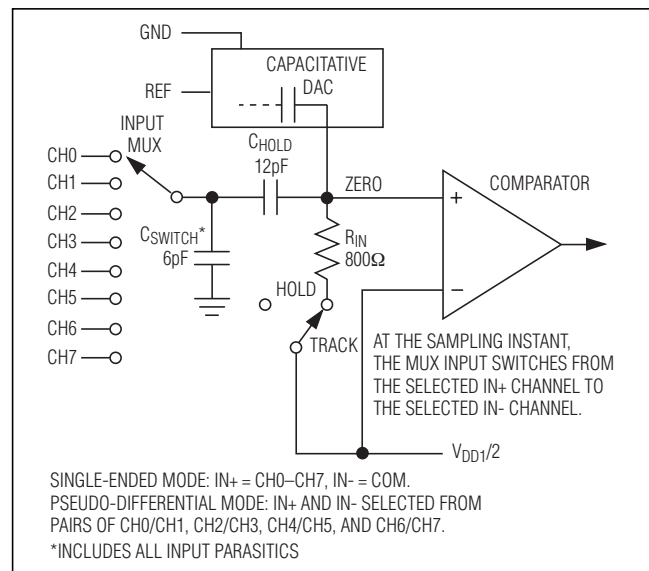 GND
CAPACITATIVE
DAC
REF
INPUT
MUX
CHOLD
12pF
CH0
CH1
CH2
CH3
CH4
CH5
CH6
CH7
ZERO
COMPARATOR
+
−
CSWITCH*
6pF
RIN
800Ω
HOLD
TRACK
AT THE SAMPLING INSTANT,
THE MUX INPUT SWITCHES FROM
THE SELECTED IN+ CHANNEL TO
THE SELECTED IN- CHANNEL.
VDD1/2
SINGLE-ENDED MODE: IN+ = CH0–CH7, IN- = COM.
PSEUDO-DIFFERENTIAL MODE: IN+ AND IN- SELECTED FROM
PAIRS OF CH0/CH1, CH2/CH3, CH4/CH5, AND CH6/CH7.
*INCLUDES ALL INPUT PARASITICS